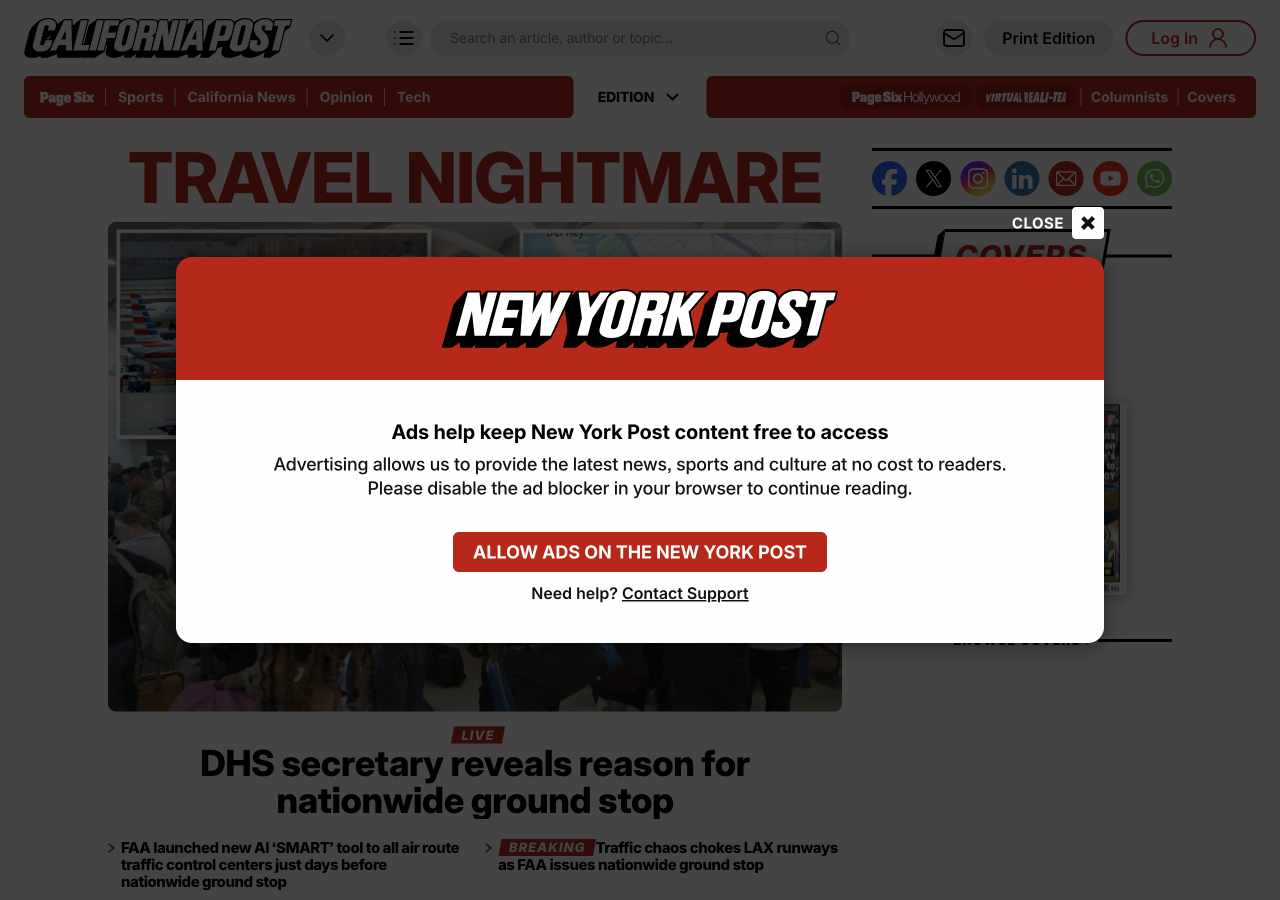 CALIFORNIA POST
Search an article, author or topic...
Print Edition
Log In
Page Six
Sports
California News
Opinion
Tech
EDITION
Page Six Hollywood
VIRTUAL REALI-TEA
Columnists
Covers
TRAVEL NIGHTMARE
CLOSE
COVERS
NEW YORK POST
Ads help keep New York Post content free to access
Advertising allows us to provide the latest news, sports and culture at no cost to readers.
Please disable the ad blocker in your browser to continue reading.
ALLOW ADS ON THE NEW YORK POST
Need help? Contact Support
LIVE
DHS secretary reveals reason for
nationwide ground stop
FAA launched new AI ‘SMART’ tool to all air route
traffic control centers just days before
nationwide ground stop
BREAKING Traffic chaos chokes LAX runways
as FAA issues nationwide ground stop